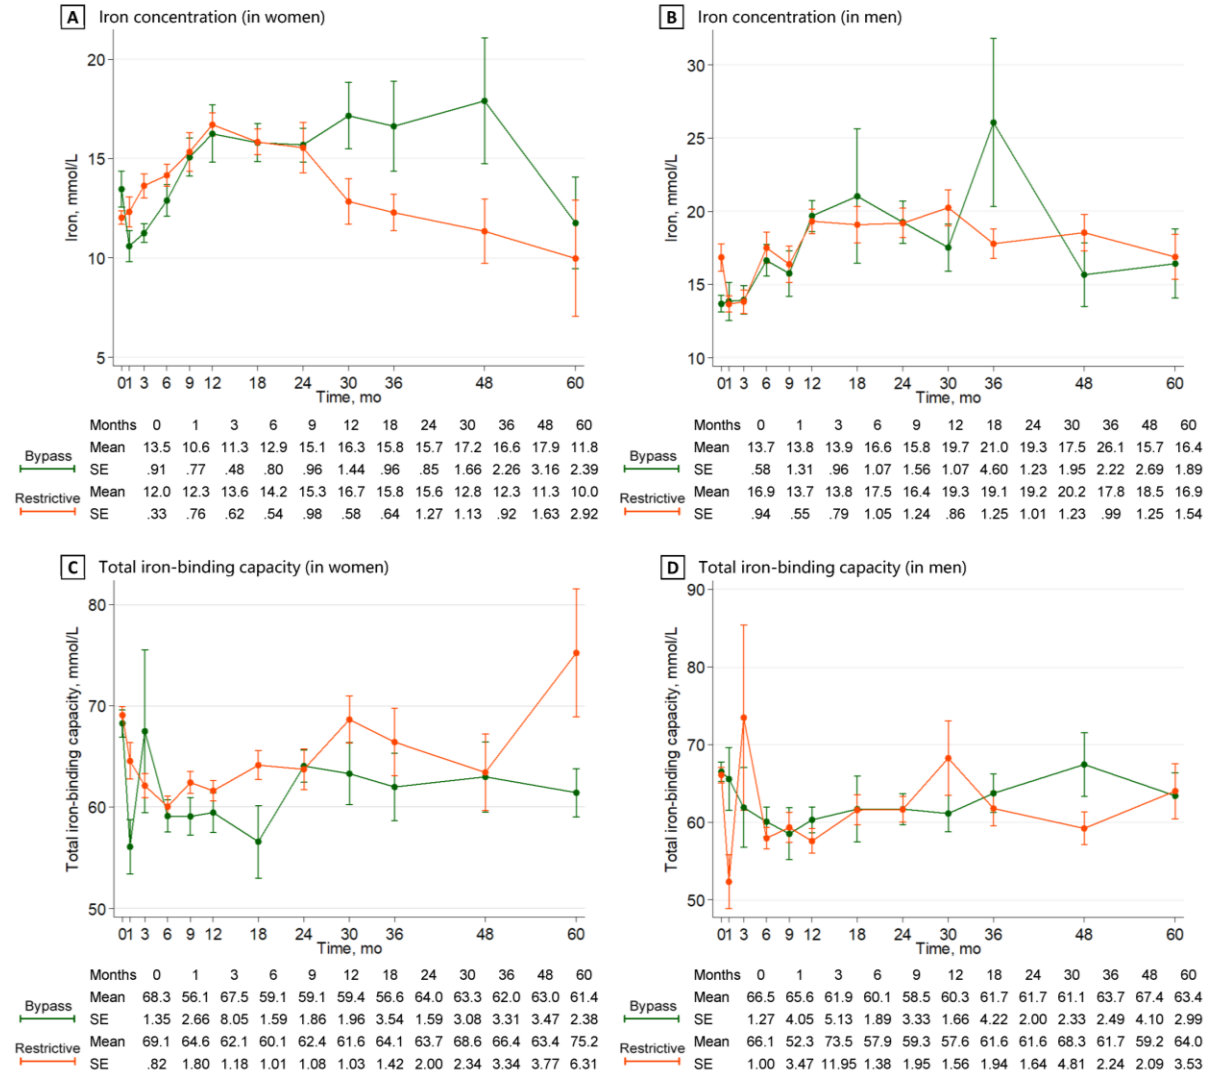 A Iron concentration (in women)
20
15
10
5
Iron, mmol/L
0 1 3 6 9 12 18 24 30 36 48 60
Time, mo
Months 0 1 3 6 9 12 18 24 30 36 48 60
Bypass
Mean 13.5 10.6 11.3 12.9 15.1 16.3 15.8 15.7 17.2 16.6 17.9 11.8
SE .91 .77 .48 .80 .96 1.44 .96 .85 1.66 2.26 3.16 2.39
Restrictive
Mean 12.0 12.3 13.6 14.2 15.3 16.7 15.8 15.6 12.8 12.3 11.3 10.0
SE .33 .76 .62 .54 .98 .58 .64 1.27 1.13 .92 1.63 2.92
B Iron concentration (in men)
30
25
20
15
10
Iron, mmol/L
0 1 3 6 9 12 18 24 30 36 48 60
Time, mo
Months 0 1 3 6 9 12 18 24 30 36 48 60
Bypass
Mean 13.7 13.8 13.9 16.6 15.8 19.7 21.0 19.3 17.5 26.1 15.7 16.4
SE .58 1.31 .96 1.07 1.56 1.07 4.60 1.23 1.95 2.22 2.69 1.89
Restrictive
Mean 16.9 13.7 13.8 17.5 16.4 19.3 19.1 19.2 20.2 17.8 18.5 16.9
SE .94 .55 .79 1.05 1.24 .86 1.25 1.01 1.23 .99 1.25 1.54
C Total iron-binding capacity (in women)
80
70
60
50
Total iron-binding capacity, mmol/L
0 1 3 6 9 12 18 24 30 36 48 60
Time, mo
Months 0 1 3 6 9 12 18 24 30 36 48 60
Bypass
Mean 68.3 56.1 67.5 59.1 59.1 59.4 56.6 64.0 63.3 62.0 63.0 61.4
SE 1.35 2.66 8.05 1.59 1.86 1.96 3.54 1.59 3.08 3.31 3.47 2.38
Restrictive
Mean 69.1 64.6 62.1 60.1 62.4 61.6 64.1 63.7 68.6 66.4 63.4 75.2
SE .82 1.80 1.18 1.01 1.08 1.03 1.42 2.00 2.34 3.34 3.77 6.31
D Total iron-binding capacity (in men)
90
80
70
60
50
Total iron-binding capacity, mmol/L
0 1 3 6 9 12 18 24 30 36 48 60
Time, mo
Months 0 1 3 6 9 12 18 24 30 36 48 60
Bypass
Mean 66.5 65.6 61.9 60.1 58.5 60.3 61.7 61.7 61.1 63.7 67.4 63.4
SE 1.27 4.05 5.13 1.89 3.33 1.66 4.22 2.00 2.33 2.49 4.10 2.99
Restrictive
Mean 66.1 52.3 73.5 57.9 59.3 57.6 61.6 61.6 68.3 61.7 59.2 64.0
SE 1.00 3.47 11.95 1.38 1.95 1.56 1.94 1.64 4.81 2.24 2.09 3.53